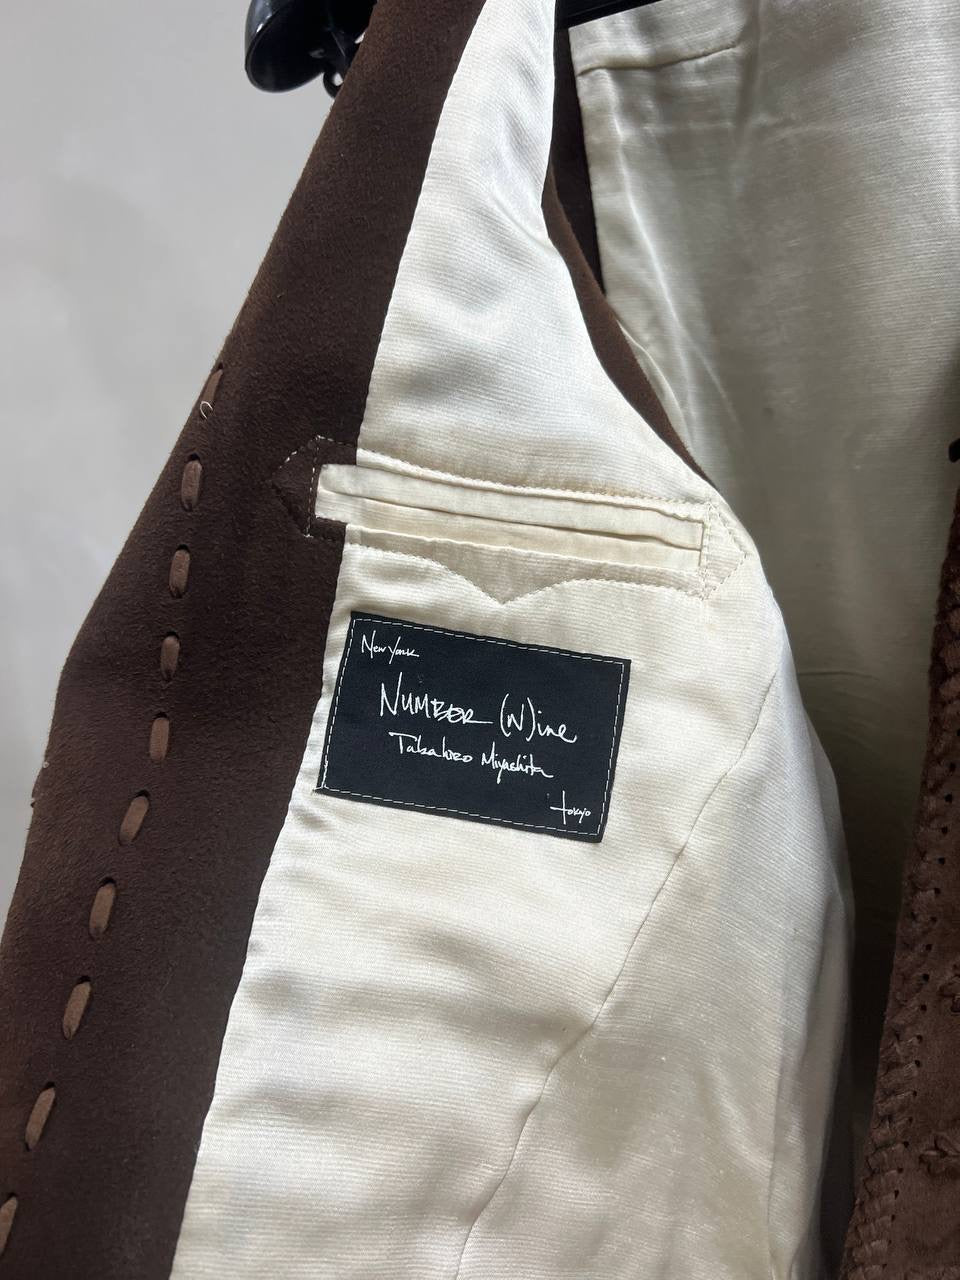 New York
NUMBER (N)ine
Takahiro Miyashita
tokyo